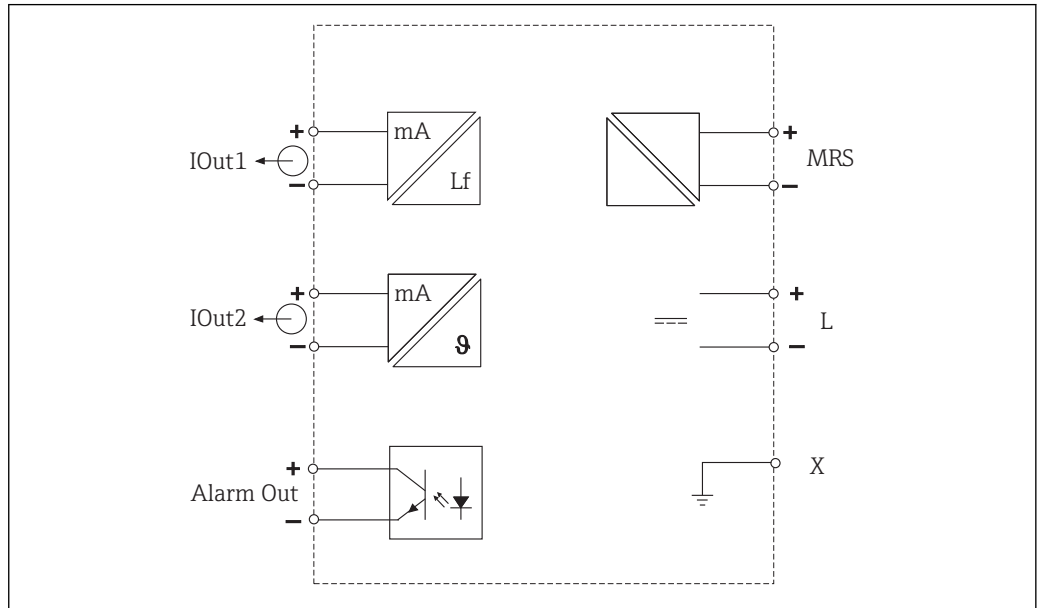 + mA +
IOut1 MRS
− Lf −
+ mA +
IOut2 L
− ϑ −
+ X
Alarm Out
−